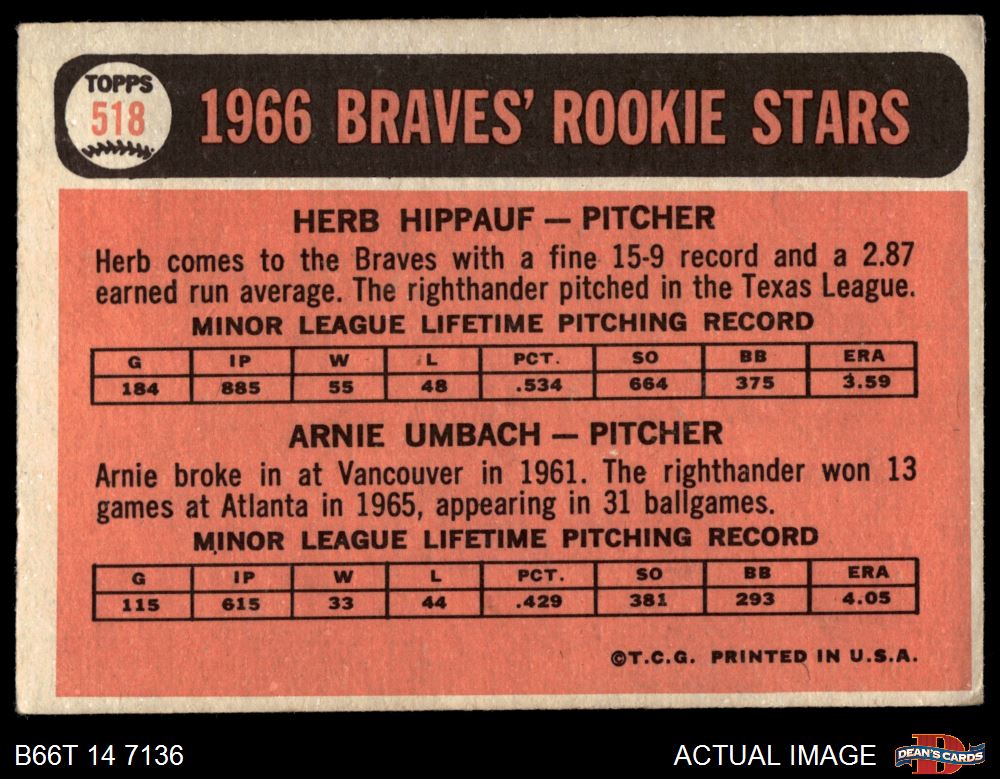 TOPPS
518
1966 BRAVES' ROOKIE STARS
HERB HIPPAUF — PITCHER
Herb comes to the Braves with a fine 15-9 record and a 2.87
earned run average. The righthander pitched in the Texas League.
MINOR LEAGUE LIFETIME PITCHING RECORD
G IP W L PCT. SO BB ERA
184 885 55 48 .534 664 375 3.59
ARNIE UMBACH — PITCHER
Arnie broke in at Vancouver in 1961. The righthander won 13
games at Atlanta in 1965, appearing in 31 ballgames.
MINOR LEAGUE LIFETIME PITCHING RECORD
G IP W L PCT. SO BB ERA
115 615 33 44 .429 381 293 4.05
©T.C.G. PRINTED IN U.S.A.
B66T 14 7136
ACTUAL IMAGE
DEAN'S CARDS